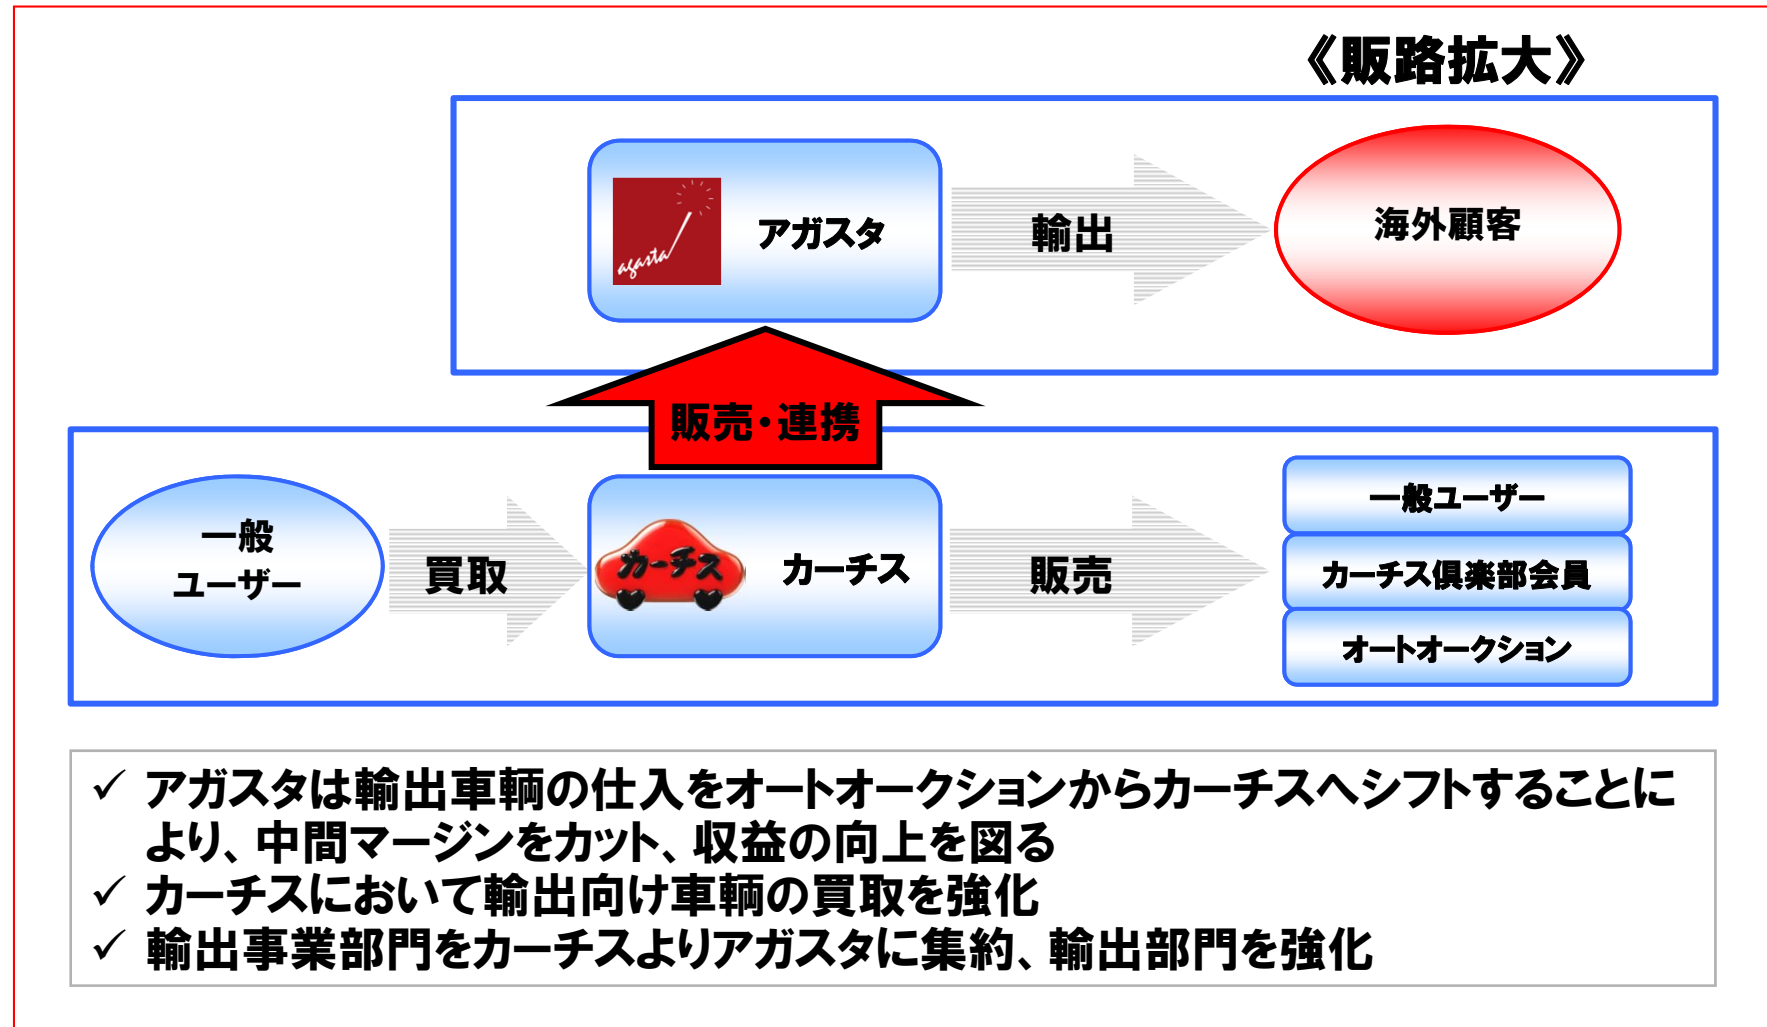 《販路拡大》
agasta
アガスタ
輸出
海外顧客
販売・連携
一般
ユーザー
買取
カーチス
カーチス
販売
一般ユーザー
カーチス倶楽部会員
オートオークション
✓ アガスタは輸出車輌の仕入をオートオークションからカーチスへシフトすることに
より、中間マージンをカット、収益の向上を図る
✓ カーチスにおいて輸出向け車輌の買取を強化
✓ 輸出事業部門をカーチスよりアガスタに集約、輸出部門を強化